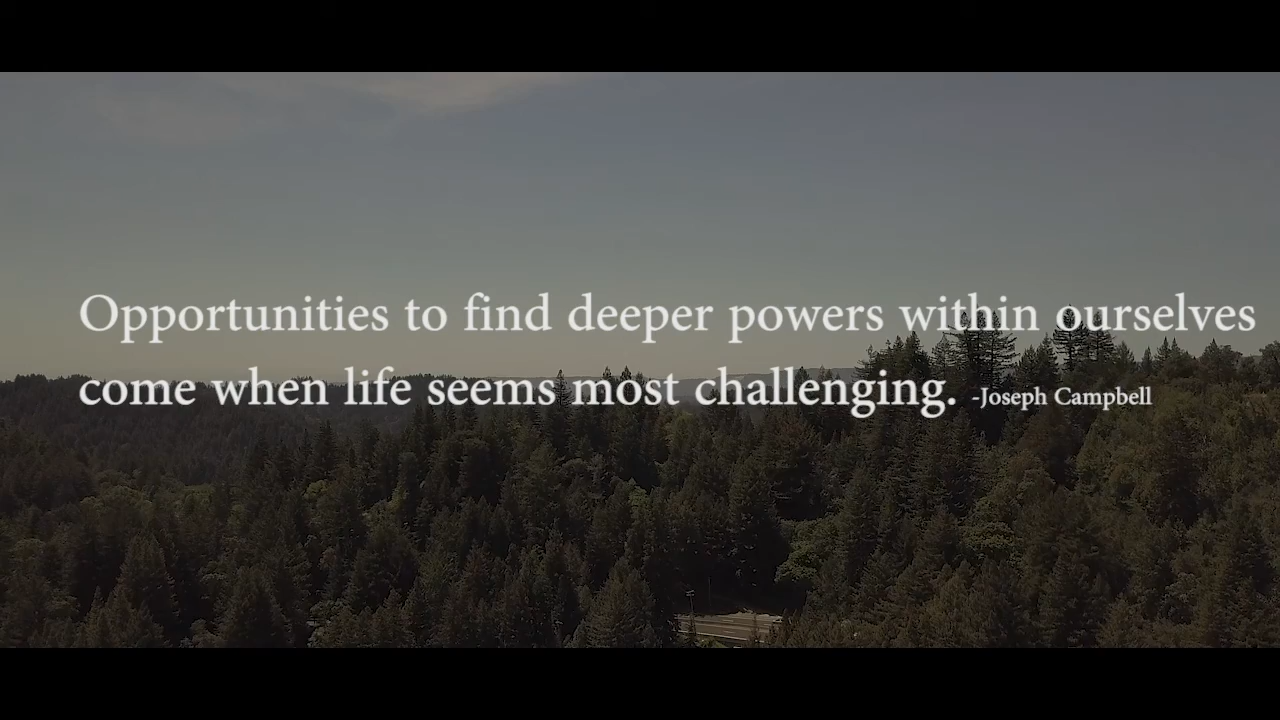 Opportunities to find deeper powers within ourselves
come when life seems most challenging. -Joseph Campbell